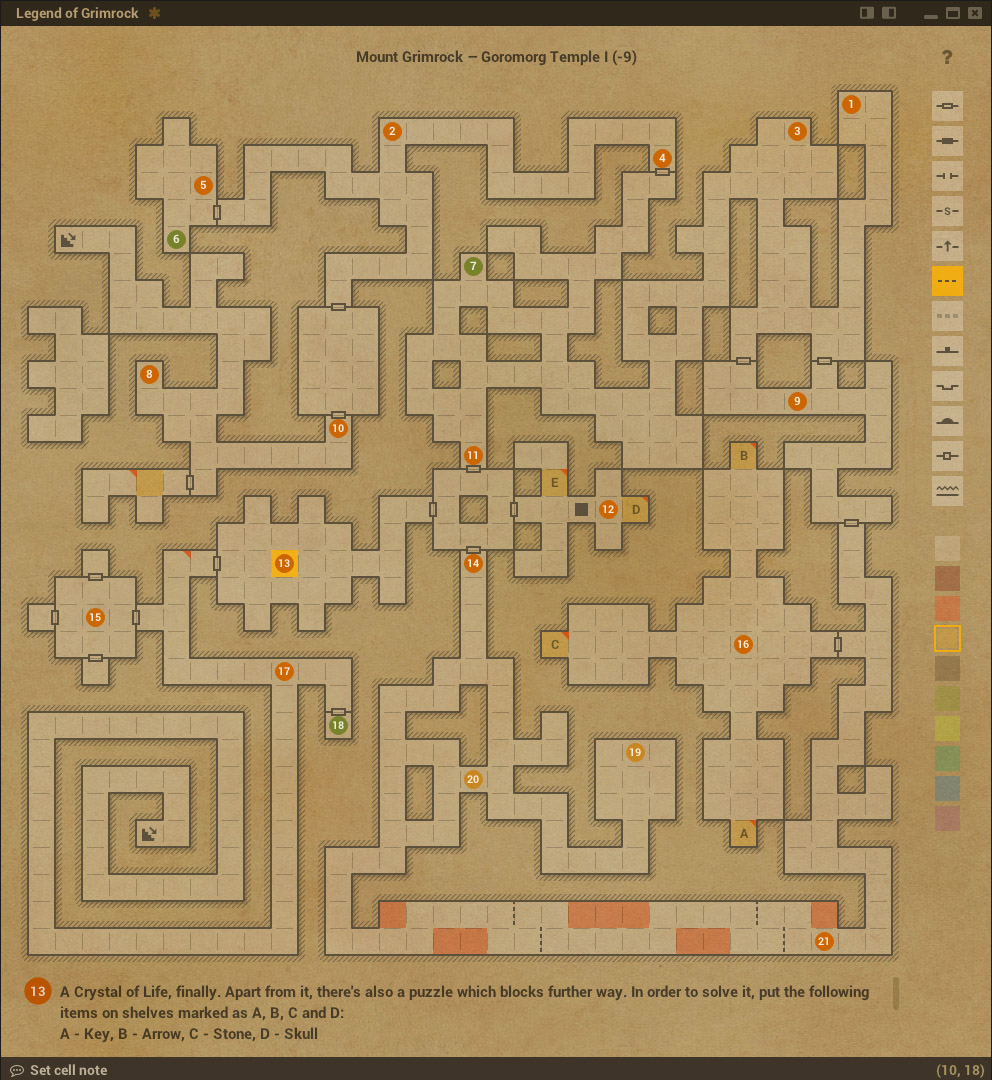 Legend of Grimrock ✱
Mount Grimrock – Goromorg Temple I (-9)
?
1
2
3
4
5
S
6
7
8
9
10
B
11
E
12
D
13
14
15
C
16
17
18
19
20
A
21
13 A Crystal of Life, finally. Apart from it, there's also a puzzle which blocks further way. In order to solve it, put the following
items on shelves marked as A, B, C and D:
A - Key, B - Arrow, C - Stone, D - Skull
Set cell note
(10, 18)